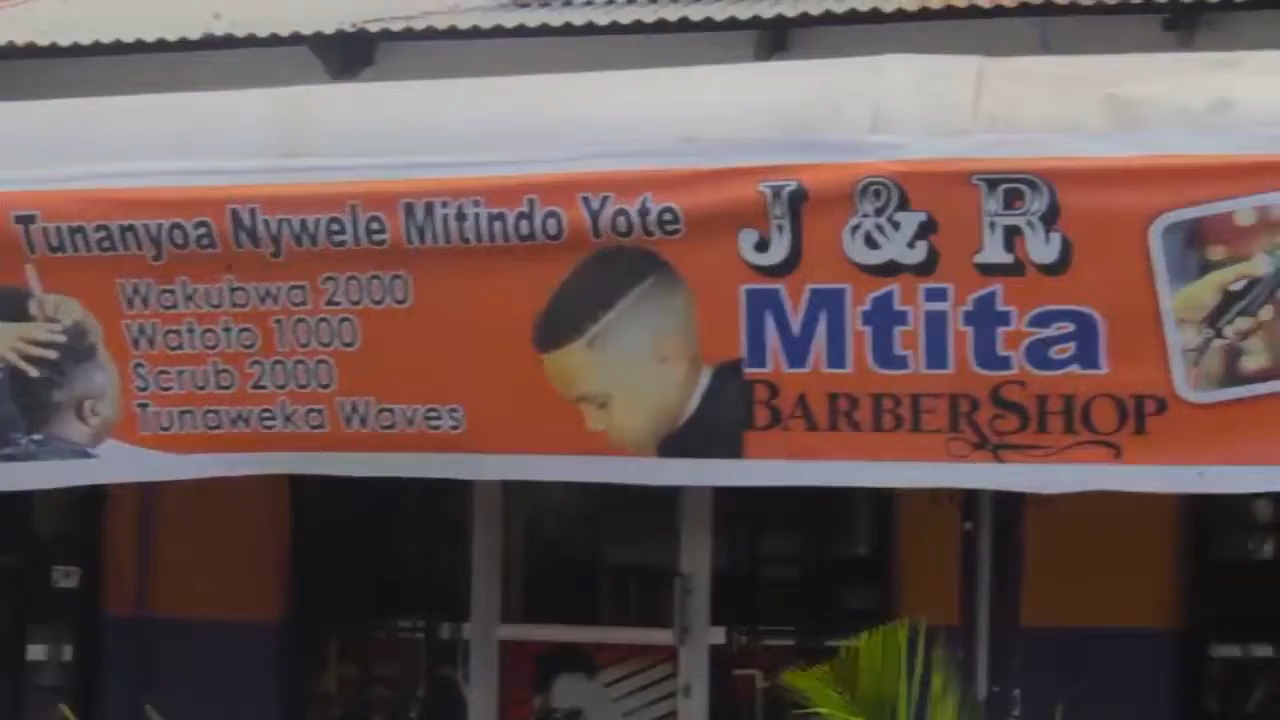 Tunanyoa Nywele Mitindo Yote
Wakubwa 2000
Watoto 1000
Scrub 2000
Tunaweka Waves
J & R
Mtita
BARBERSHOP